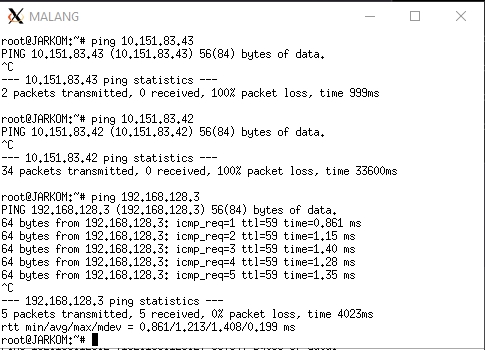 MALANG
root@JARKOM:~# ping 10.151.83.43
PING 10.151.83.43 (10.151.83.43) 56(84) bytes of data.
^C
--- 10.151.83.43 ping statistics ---
2 packets transmitted, 0 received, 100% packet loss, time 999ms
root@JARKOM:~# ping 10.151.83.42
PING 10.151.83.42 (10.151.83.42) 56(84) bytes of data.
^C
--- 10.151.83.42 ping statistics ---
34 packets transmitted, 0 received, 100% packet loss, time 33600ms
root@JARKOM:~# ping 192.168.128.3
PING 192.168.128.3 (192.168.128.3) 56(84) bytes of data.
64 bytes from 192.168.128.3: icmp_req=1 ttl=59 time=0.861 ms
64 bytes from 192.168.128.3: icmp_req=2 ttl=59 time=1.15 ms
64 bytes from 192.168.128.3: icmp_req=3 ttl=59 time=1.40 ms
64 bytes from 192.168.128.3: icmp_req=4 ttl=59 time=1.28 ms
64 bytes from 192.168.128.3: icmp_req=5 ttl=59 time=1.35 ms
^C
--- 192.168.128.3 ping statistics ---
5 packets transmitted, 5 received, 0% packet loss, time 4023ms
rtt min/avg/max/mdev = 0.861/1.213/1.408/0.199 ms
root@JARKOM:~#